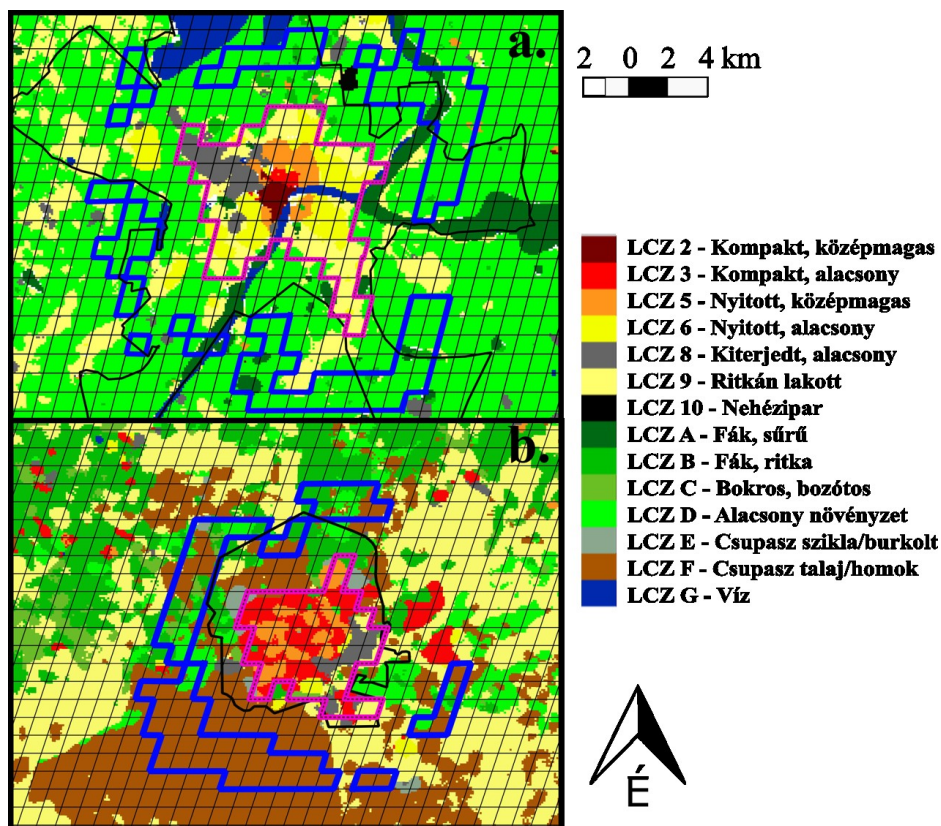 a.
2 0 2 4 km
LCZ 2 - Kompakt, középmagas
LCZ 3 - Kompakt, alacsony
LCZ 5 - Nyitott, középmagas
LCZ 6 - Nyitott, alacsony
LCZ 8 - Kiterjedt, alacsony
LCZ 9 - Ritkán lakott
LCZ 10 - Nehézipar
LCZ A - Fák, sűrű
LCZ B - Fák, ritka
LCZ C - Bokros, bozótos
LCZ D - Alacsony növényzet
LCZ E - Csupasz szikla/burkolt
LCZ F - Csupasz talaj/homok
LCZ G - Víz
b.
É